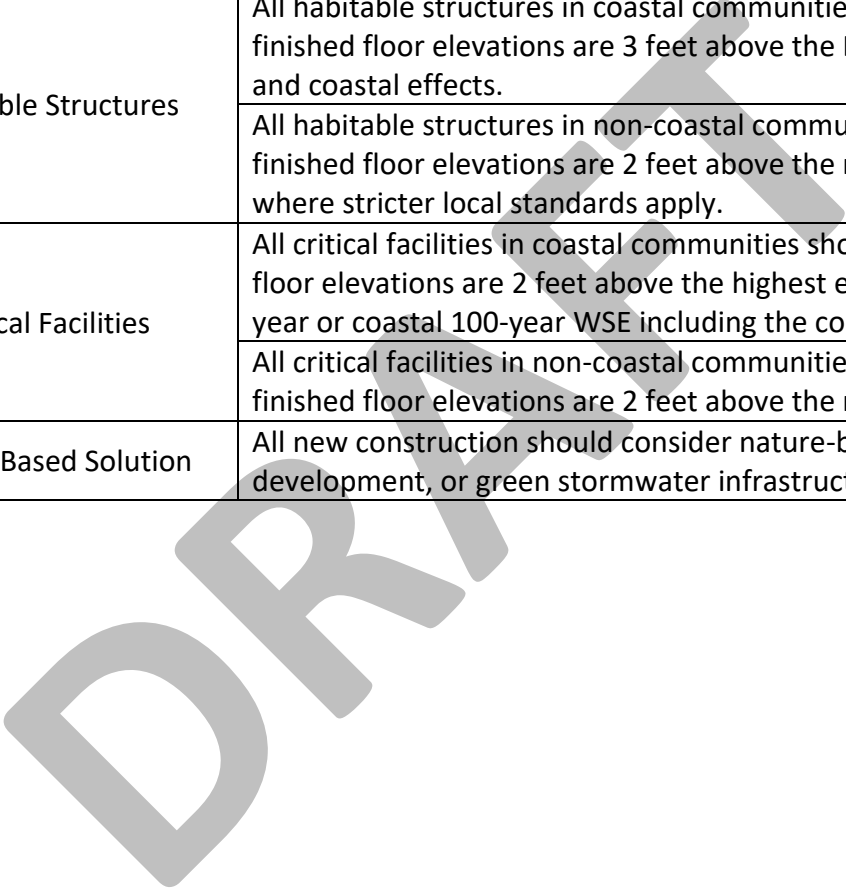 All habitable structures in coastal communitie
finished floor elevations are 3 feet above the
and coastal effects.
ble Structures
All habitable structures in non-coastal commu
finished floor elevations are 2 feet above the
where stricter local standards apply.
All critical facilities in coastal communities sho
floor elevations are 2 feet above the highest e
cal Facilities
year or coastal 100-year WSE including the co
All critical facilities in non-coastal communitie
finished floor elevations are 2 feet above the
Based Solution
All new construction should consider nature-b
development, or green stormwater infrastruct
DRAFT